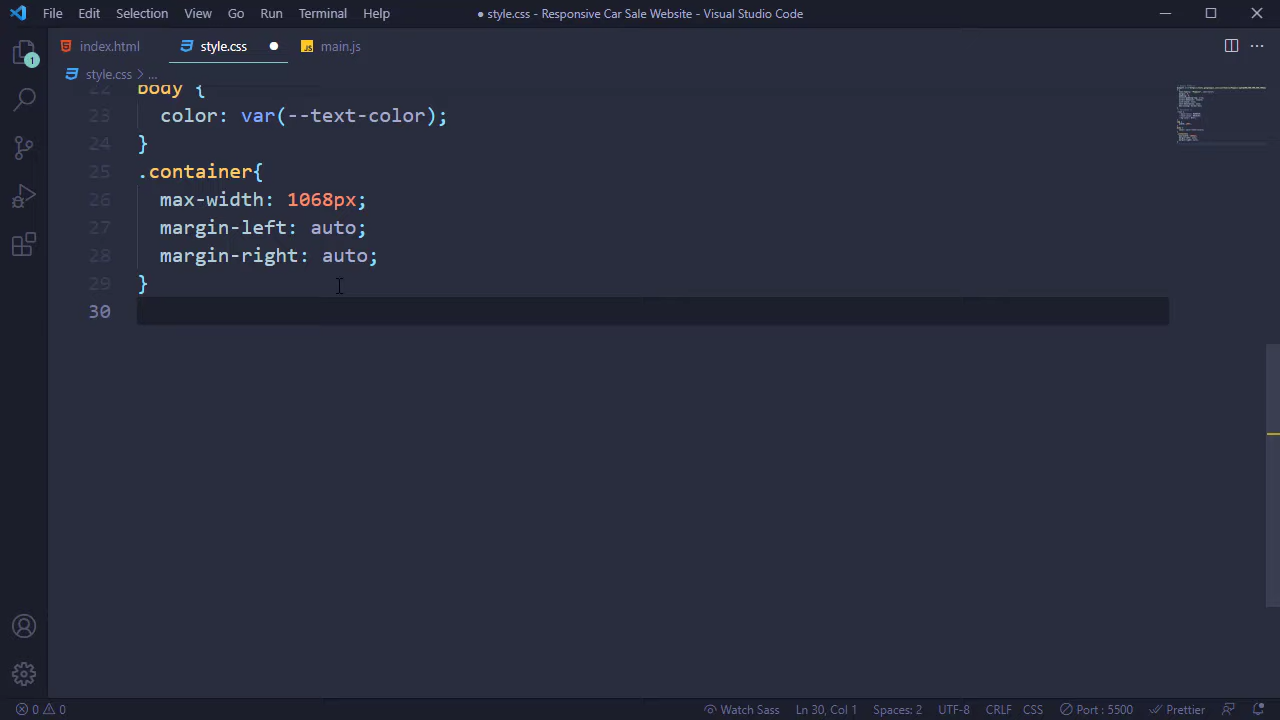 File Edit Selection View Go Run Terminal Help
● style.css - Responsive Car Sale Website - Visual Studio Code
index.html style.css main.js
style.css > ...
22 body {
23 color: var(--text-color);
24 }
25 .container{
26 max-width: 1068px;
27 margin-left: auto;
28 margin-right: auto;
29 }
30
1
0 0 Watch Sass Ln 30, Col 1 Spaces: 2 UTF-8 CRLF CSS Port : 5500 Prettier